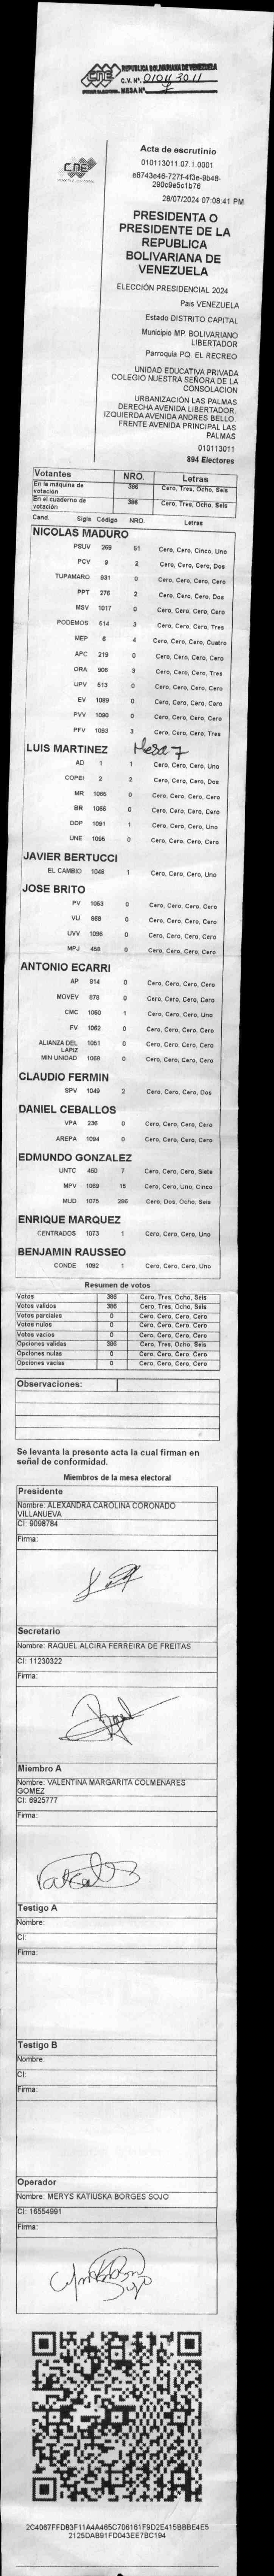 CNE
REPUBLICA BOLIVARIANA DE VENEZUELA
C.V. Nº. 010113011
MESA Nº 7
CNE
Acta de escrutinio
010113011.07.1.0001
e8743e46-727f-4f3e-9b48-
290c9e5c1b76
28/07/2024 07:08:41 PM
PRESIDENTA O
PRESIDENTE DE LA
REPUBLICA
BOLIVARIANA DE
VENEZUELA
ELECCIÓN PRESIDENCIAL 2024
Pais VENEZUELA
Estado DISTRITO CAPITAL
Municipio MP. BOLIVARIANO
LIBERTADOR
Parroquia PQ. EL RECREO
UNIDAD EDUCATIVA PRIVADA
COLEGIO NUESTRA SEÑORA DE LA
CONSOLACION
URBANIZACIÓN LAS PALMAS
DERECHA AVENIDA LIBERTADOR.
IZQUIERDA AVENIDA ANDRES BELLO.
FRENTE AVENIDA PRINCIPAL LAS
PALMAS
010113011
894 Electores
Votantes NRO. Letras
En la máquina de votación 386 Cero, Tres, Ocho, Seis
En el cuaderno de votación 386 Cero, Tres, Ocho, Seis
Cand. Sigla Código NRO. Letras
NICOLAS MADURO
PSUV 269 51 Cero, Cero, Cinco, Uno
PCV 9 2 Cero, Cero, Cero, Dos
TUPAMARO 931 0 Cero, Cero, Cero, Cero
PPT 276 2 Cero, Cero, Cero, Dos
MSV 1017 0 Cero, Cero, Cero, Cero
PODEMOS 514 3 Cero, Cero, Cero, Tres
MEP 6 4 Cero, Cero, Cero, Cuatro
APC 219 0 Cero, Cero, Cero, Cero
ORA 906 3 Cero, Cero, Cero, Tres
UPV 513 0 Cero, Cero, Cero, Cero
EV 1089 0 Cero, Cero, Cero, Cero
PVV 1090 0 Cero, Cero, Cero, Cero
PFV 1093 3 Cero, Cero, Cero, Tres
LUIS MARTINEZ Mesa 7
AD 1 1 Cero, Cero, Cero, Uno
COPEI 2 2 Cero, Cero, Cero, Dos
MR 1065 0 Cero, Cero, Cero, Cero
BR 1066 0 Cero, Cero, Cero, Cero
DDP 1091 1 Cero, Cero, Cero, Uno
UNE 1095 0 Cero, Cero, Cero, Cero
JAVIER BERTUCCI
EL CAMBIO 1048 1 Cero, Cero, Cero, Uno
JOSE BRITO
PV 1063 0 Cero, Cero, Cero, Cero
VU 868 0 Cero, Cero, Cero, Cero
UVV 1096 0 Cero, Cero, Cero, Cero
MPJ 458 0 Cero, Cero, Cero, Cero
ANTONIO ECARRI
AP 914 0 Cero, Cero, Cero, Cero
MOVEV 879 0 Cero, Cero, Cero, Cero
CMC 1060 1 Cero, Cero, Cero, Uno
FV 1062 0 Cero, Cero, Cero, Cero
ALIANZA DEL LAPIZ 1051 0 Cero, Cero, Cero, Cero
MIN UNIDAD 1088 0 Cero, Cero, Cero, Cero
CLAUDIO FERMIN
SPV 1049 2 Cero, Cero, Cero, Dos
DANIEL CEBALLOS
VPA 236 0 Cero, Cero, Cero, Cero
AREPA 1094 0 Cero, Cero, Cero, Cero
EDMUNDO GONZALEZ
UNTC 460 7 Cero, Cero, Cero, Siete
MPV 1069 15 Cero, Cero, Uno, Cinco
MUD 1075 286 Cero, Dos, Ocho, Seis
ENRIQUE MARQUEZ
CENTRADOS 1073 1 Cero, Cero, Cero, Uno
BENJAMIN RAUSSEO
CONDE 1092 1 Cero, Cero, Cero, Uno
Resumen de votos
Votos 386 Cero, Tres, Ocho, Seis
Votos validos 386 Cero, Tres, Ocho, Seis
Votos parciales 0 Cero, Cero, Cero, Cero
Votos nulos 0 Cero, Cero, Cero, Cero
Votos vacios 0 Cero, Cero, Cero, Cero
Opciones validas 386 Cero, Tres, Ocho, Seis
Opciones nulas 0 Cero, Cero, Cero, Cero
Opciones vacias 0 Cero, Cero, Cero, Cero
Observaciones:
Se levanta la presente acta la cual firman en
señal de conformidad.
Miembros de la mesa electoral
Presidente
Nombre: ALEXANDRA CAROLINA CORONADO
VILLANUEVA
CI: 9098784
Firma:
Secretario
Nombre: RAQUEL ALCIRA FERREIRA DE FREITAS
CI: 11230322
Firma:
Miembro A
Nombre: VALENTINA MARGARITA COLMENARES
GOMEZ
CI: 6925777
Firma:
Testigo A
Nombre:
CI:
Firma:
Testigo B
Nombre:
CI:
Firma:
Operador
Nombre: MERYS KATIUSKA BORGES SOJO
CI: 16554991
Firma:
2C4067FFD83F11A4A465C706161F9D2E415BBBE4E5
2125DAB91FD043EE7BC194